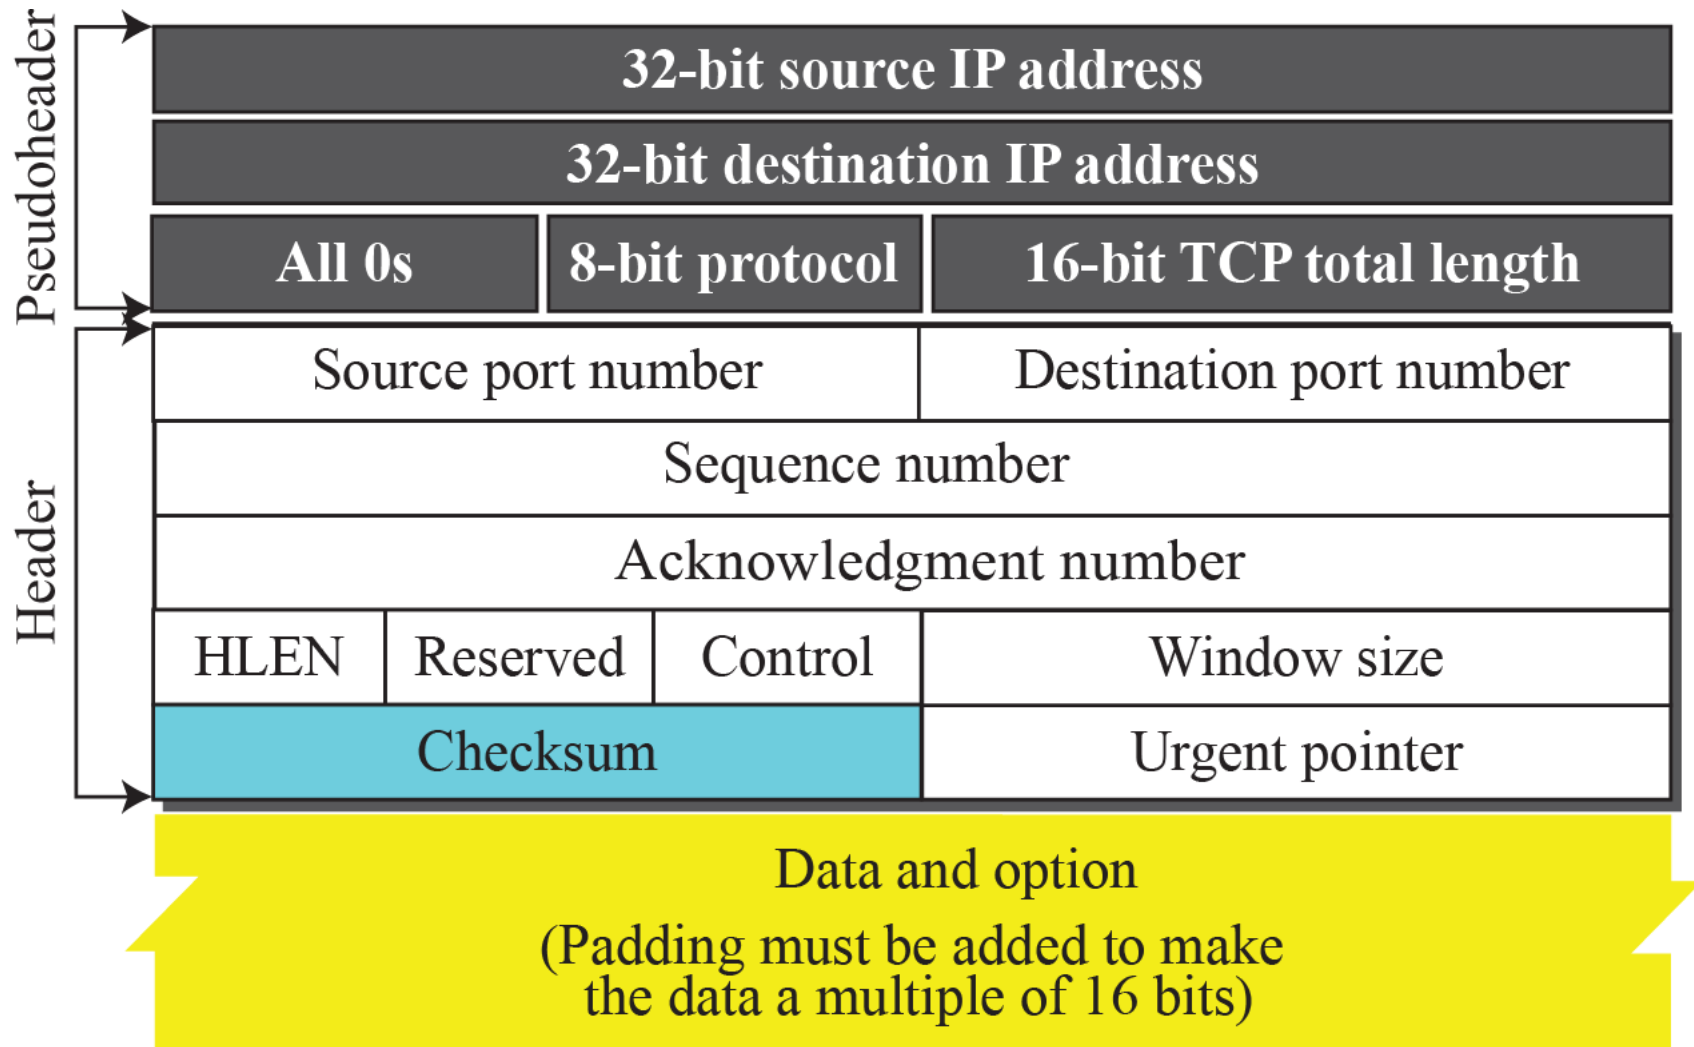 Pseudoheader
32-bit source IP address
32-bit destination IP address
All 0s
8-bit protocol
16-bit TCP total length
Header
Source port number
Destination port number
Sequence number
Acknowledgment number
HLEN
Reserved
Control
Window size
Checksum
Urgent pointer
Data and option
(Padding must be added to make
the data a multiple of 16 bits)